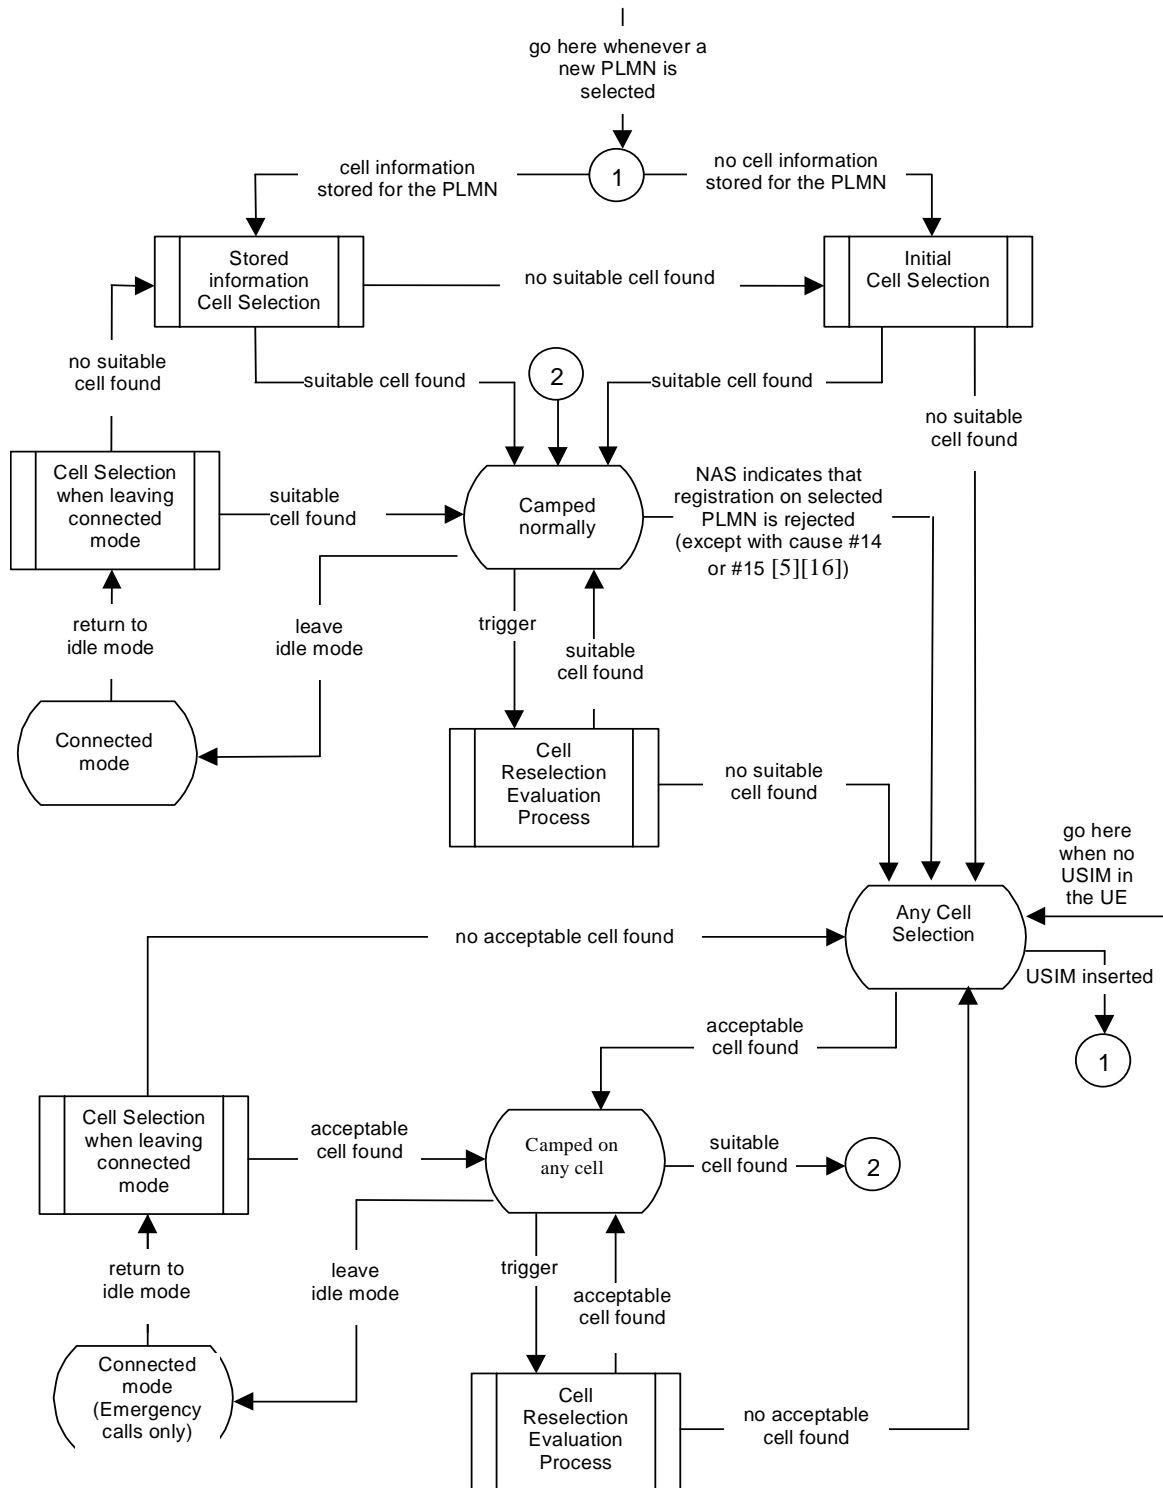 go here whenever a
new PLMN is
selected
1
cell information
stored for the PLMN
no cell information
stored for the PLMN
Stored
information
Cell Selection
no suitable cell found
Initial
Cell Selection
no suitable
cell found
suitable cell found
2
suitable cell found
no suitable
cell found
Cell Selection
when leaving
connected
mode
suitable
cell found
Camped
normally
NAS indicates that
registration on selected
PLMN is rejected
(except with cause #14
or #15 [5][16])
return to
idle mode
leave
idle mode
trigger
suitable
cell found
Connected
mode
Cell
Reselection
Evaluation
Process
no suitable
cell found
go here
when no
USIM in
the UE
Any Cell
Selection
no acceptable cell found
USIM inserted
1
acceptable
cell found
Cell Selection
when leaving
connected
mode
acceptable
cell found
Camped on
any cell
suitable
cell found
2
return to
idle mode
leave
idle mode
trigger
acceptable
cell found
Connected
mode
(Emergency
calls only)
Cell
Reselection
Evaluation
Process
no acceptable
cell found